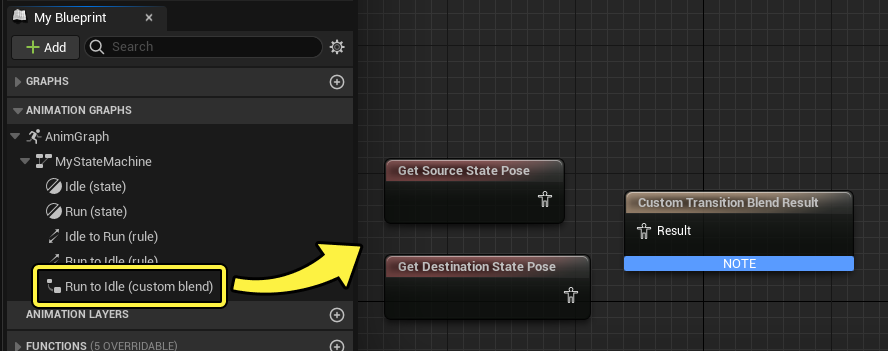 My Blueprint
Add
Search
GRAPHS
ANIMATION GRAPHS
AnimGraph
MyStateMachine
Idle (state)
Run (state)
Idle to Run (rule)
Run to Idle (rule)
Run to Idle (custom blend)
ANIMATION LAYERS
FUNCTIONS (5 OVERRIDABLE)
Get Source State Pose
Get Destination State Pose
Custom Transition Blend Result
Result
NOTE